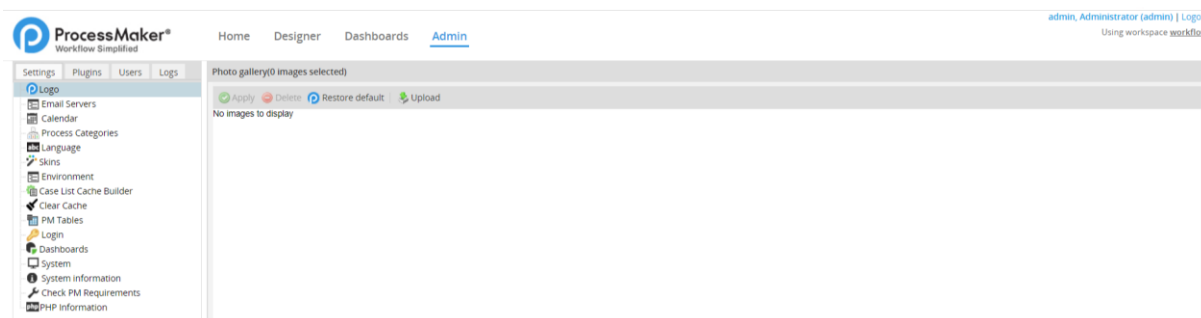 admin, Administrator (admin) | Logo
Using workspace workflo
ProcessMaker®
Workflow Simplified
Home Designer Dashboards Admin
Settings Plugins Users Logs
Photo gallery(0 images selected)
Logo
Apply Delete Restore default Upload
No images to display
Email Servers
Calendar
Process Categories
abc Language
Skins
Environment
Case List Cache Builder
Clear Cache
PM Tables
Login
Dashboards
System
System information
Check PM Requirements
php PHP Information